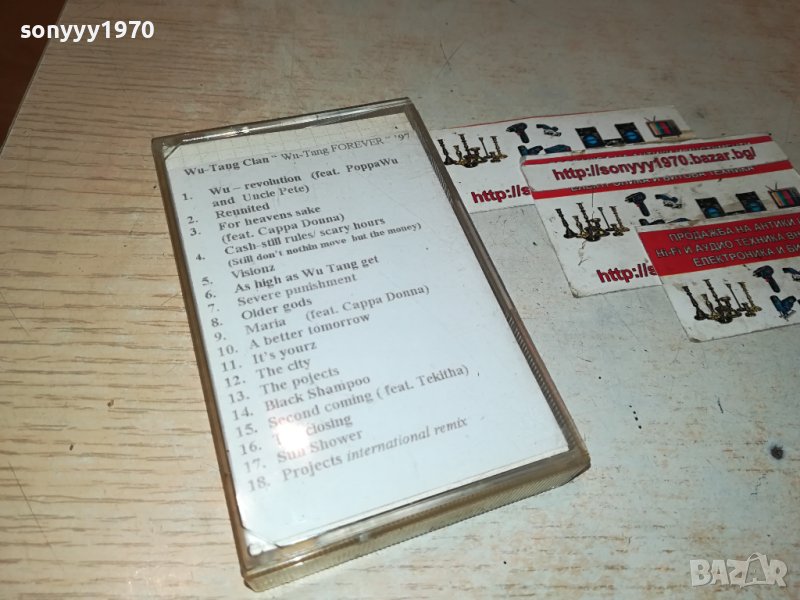 sonyyy1970
Wu-Tang Clan " Wu-Tang FOREVER " '97
1. Wu – revolution (feat. PoppaWu
and Uncle Pete)
2. Reunited
3. For heavens sake
(feat. Cappa Donna)
4. Cash-still rules/ scary hours
(Still don't nothin move but the money)
5. Visionz
6. As high as Wu Tang get
7. Severe punishment
8. Older gods
9. Maria (feat. Cappa Donna)
10. A better tomorrow
11. It's yourz
12. The city
13. The pojects
14. Black Shampoo
15. Second coming ( feat. Tekitha)
16. The closing
17. Sun Shower
18. Projects international remix
http://sonyyy1970.bazar.bg/
http://s
http://s
ПРОДАЖБА НА АНТИКИ
Hi-Fi И АУДИО ТЕХНИКА ВН
ЕЛЕКТРОНИКА И БИ
BAZAR